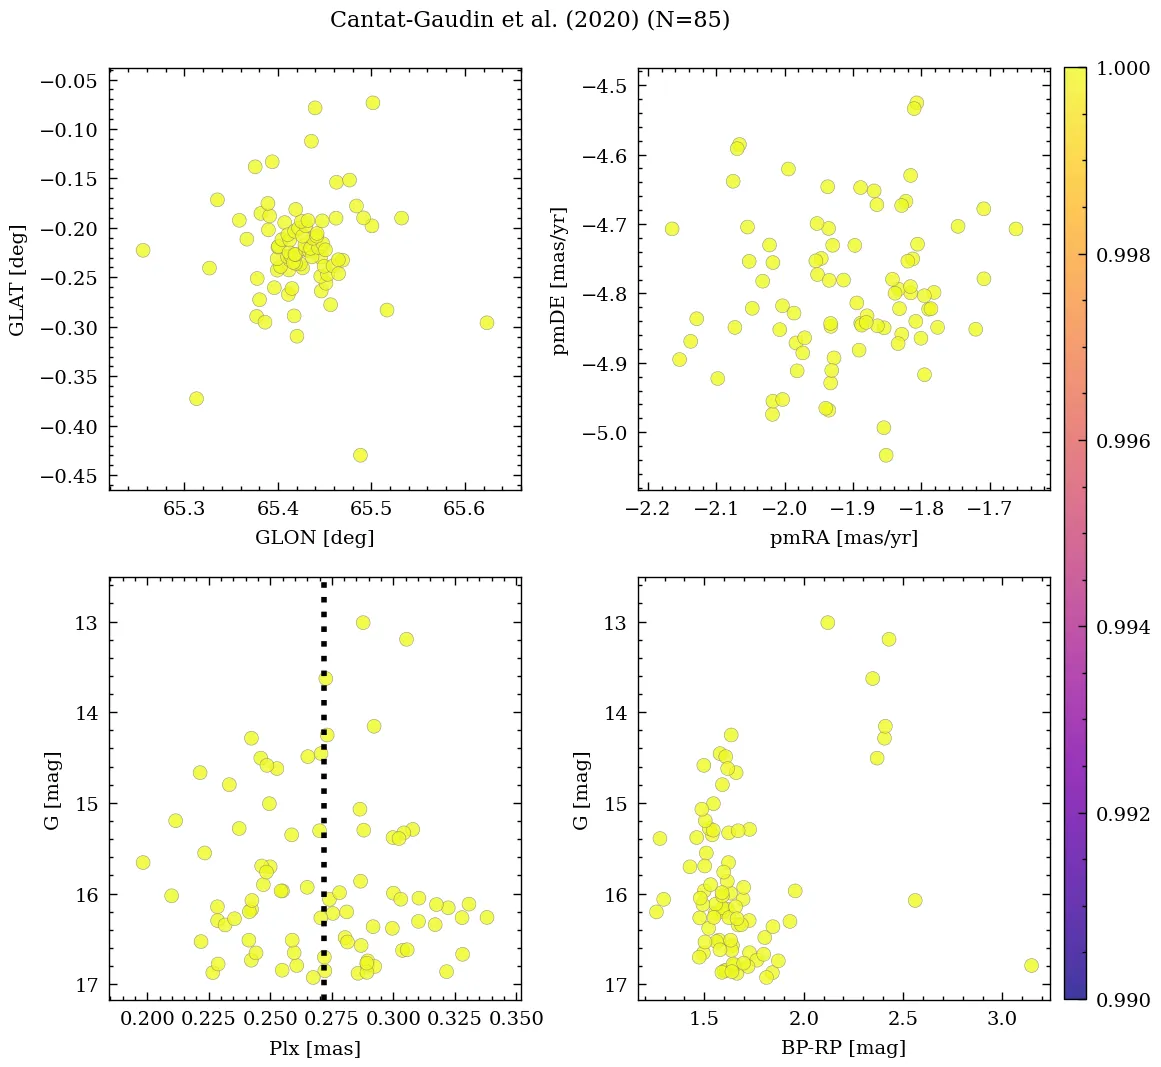 Cantat-Gaudin et al. (2020) (N=85)
−0.05
−0.10
−0.15
−0.20
−0.25
−0.30
−0.35
−0.40
−0.45
GLAT [deg]
65.3 65.4 65.5 65.6
GLON [deg]
−4.5
−4.6
−4.7
−4.8
−4.9
−5.0
pmDE [mas/yr]
−2.2 −2.1 −2.0 −1.9 −1.8 −1.7
pmRA [mas/yr]
13
14
15
16
17
G [mag]
0.200 0.225 0.250 0.275 0.300 0.325 0.350
Plx [mas]
13
14
15
16
17
G [mag]
1.5 2.0 2.5 3.0
BP-RP [mag]
1.000
0.998
0.996
0.994
0.992
0.990